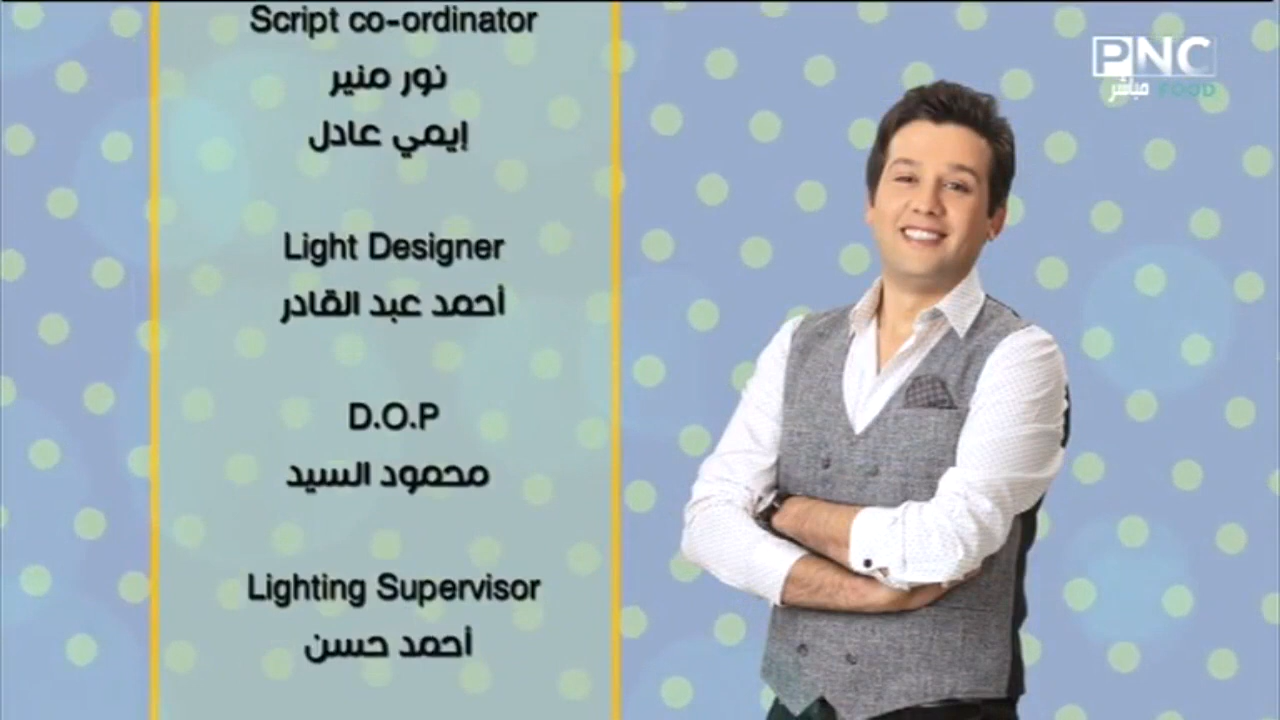 Script co-ordinator
نور منير
إيمي عادل
Light Designer
أحمد عبد القادر
D.O.P
محمود السيد
Lighting Supervisor
أحمد حسن
PNC
مباشر FOOD